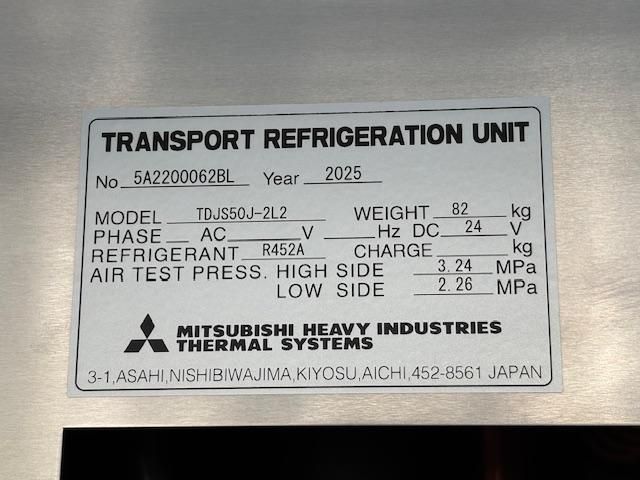 TRANSPORT REFRIGERATION UNIT
No 5A2200062BL Year 2025
MODEL TDJS50J-2L2 WEIGHT 82 kg
PHASE AC V Hz DC 24 V
REFRIGERANT R452A CHARGE kg
AIR TEST PRESS. HIGH SIDE 3.24 MPa
LOW SIDE 2.26 MPa
MITSUBISHI HEAVY INDUSTRIES
THERMAL SYSTEMS
3-1,ASAHI,NISHIBIWAJIMA,KIYOSU,AICHI,452-8561 JAPAN